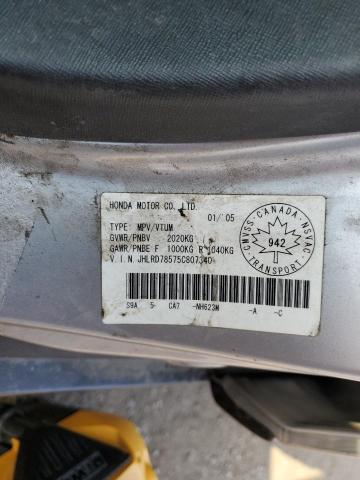 HONDA MOTOR CO.,LTD.
01/'05
TYPE: MPV/VTUM
GVWR/PNBV 2020KG
GAWR/PNBE F 1000KG R 1040KG
V.I.N. JHLRD78575C807340
S9A 5- CA7 -NH623M -A -C
CMVSS-CANADA-NSVAC
942
TRANSPORT